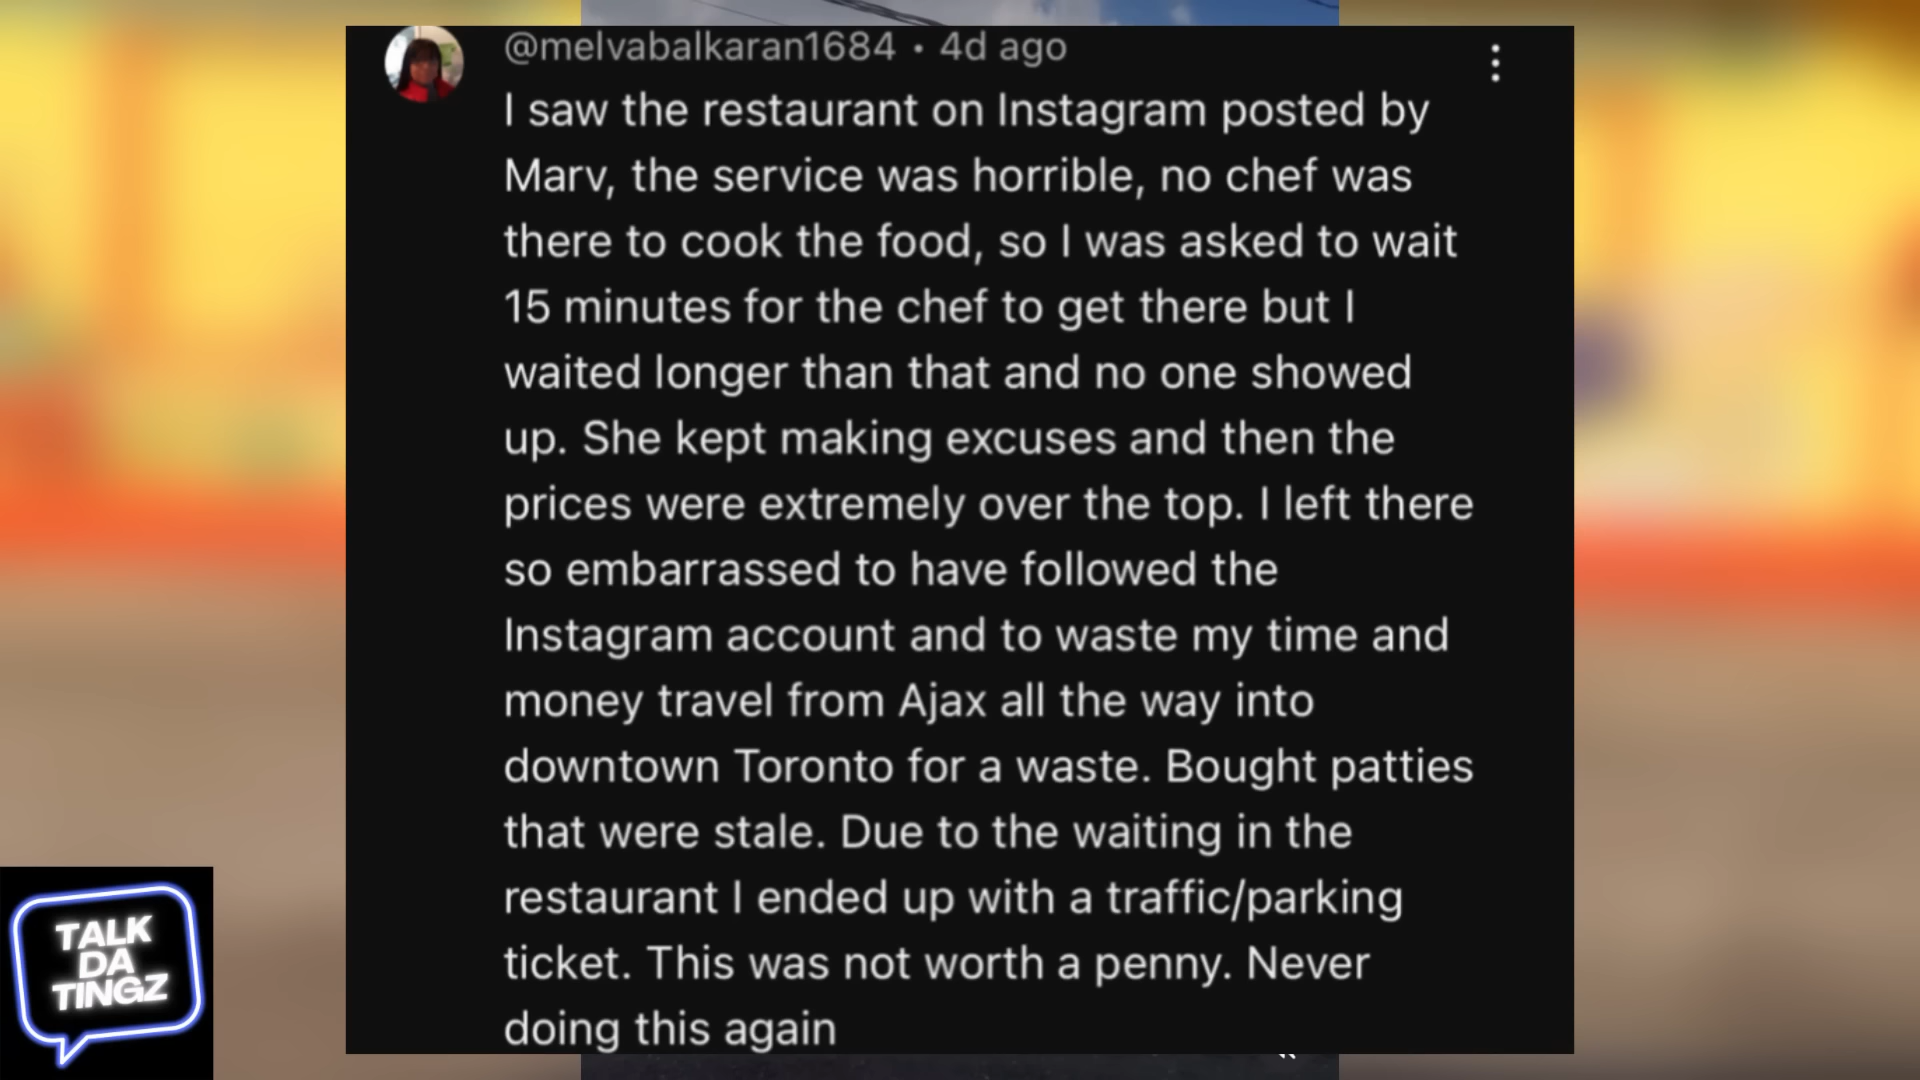 @melvabalkaran1684 • 4d ago
I saw the restaurant on Instagram posted by
Marv, the service was horrible, no chef was
there to cook the food, so I was asked to wait
15 minutes for the chef to get there but I
waited longer than that and no one showed
up. She kept making excuses and then the
prices were extremely over the top. I left there
so embarrassed to have followed the
Instagram account and to waste my time and
money travel from Ajax all the way into
downtown Toronto for a waste. Bought patties
that were stale. Due to the waiting in the
restaurant I ended up with a traffic/parking
ticket. This was not worth a penny. Never
doing this again
TALK
DA
TINGZ